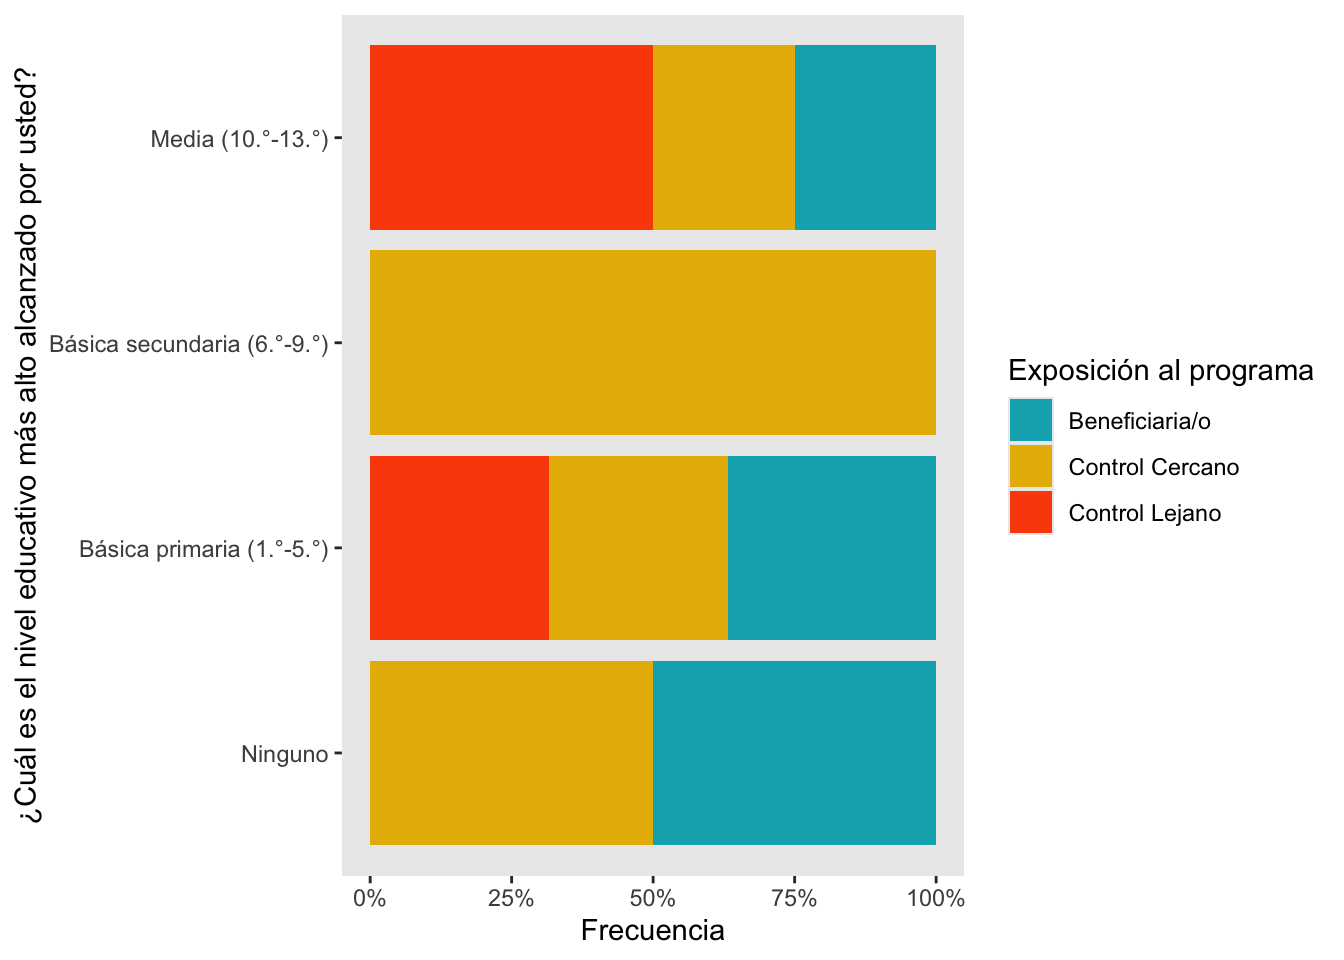 ¿Cuál es el nivel educativo más alto alcanzado por usted?
Media (10.°-13.°)
Básica secundaria (6.°-9.°)
Básica primaria (1.°-5.°)
Ninguno
0%
25%
50%
75%
100%
Frecuencia
Exposición al programa
Beneficiaria/o
Control Cercano
Control Lejano